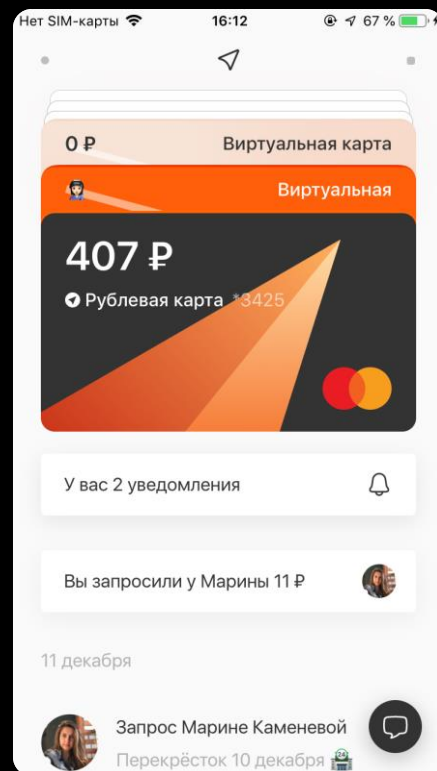 Нет SIM-карты 16:12 67 %
0 ₽ Виртуальная карта
Виртуальная
407 ₽
Рублевая карта *3425
У вас 2 уведомления
Вы запросили у Марины 11 ₽
11 декабря
Запрос Марине Каменевой
Перекрёсток 10 декабря